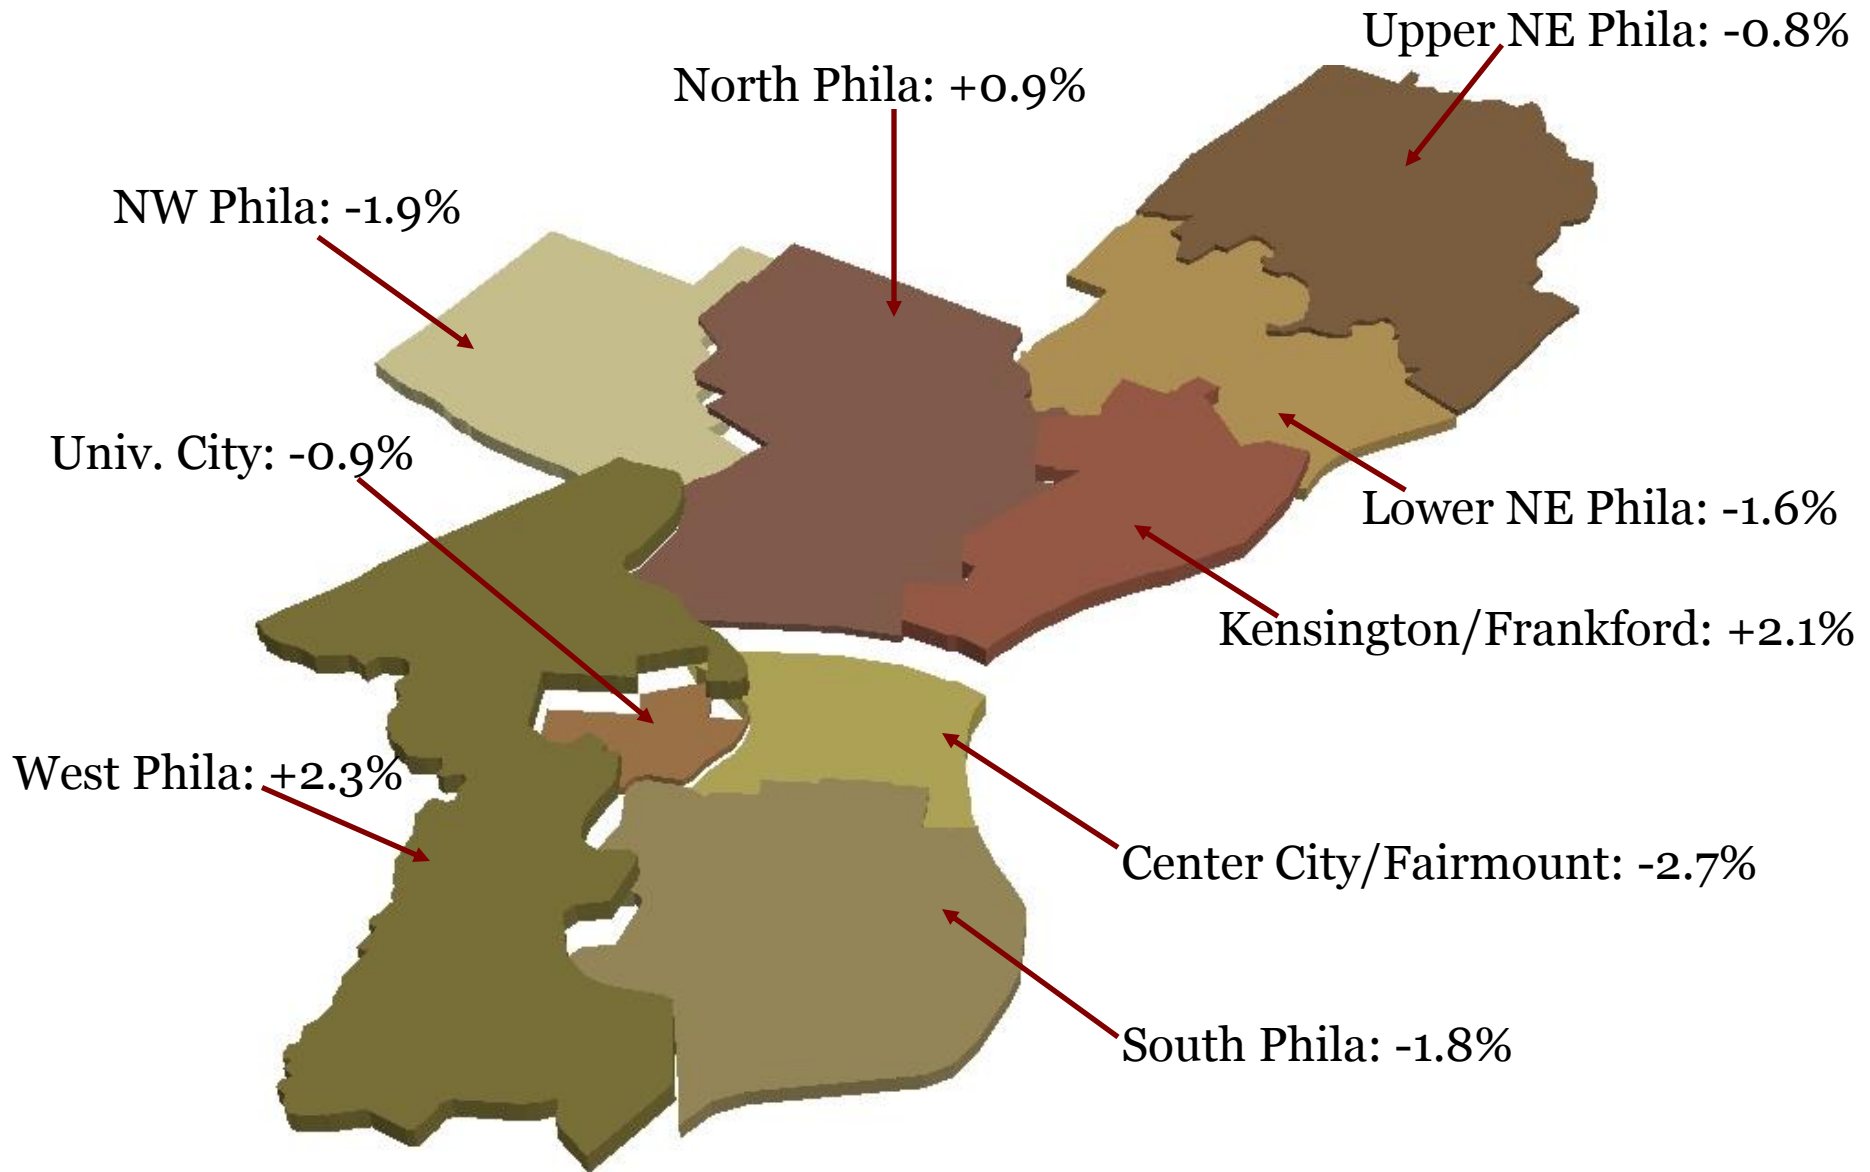 Upper NE Phila: -0.8%
North Phila: +0.9%
NW Phila: -1.9%
Univ. City: -0.9%
Lower NE Phila: -1.6%
Kensington/Frankford: +2.1%
West Phila: +2.3%
Center City/Fairmount: -2.7%
South Phila: -1.8%